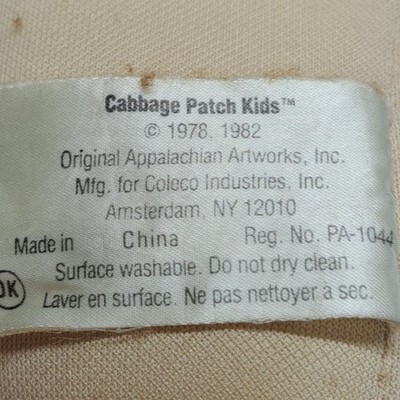 Cabbage Patch Kids™
© 1978, 1982
Original Appalachian Artworks, Inc.
Mfg. for Coleco Industries, Inc.
Amsterdam, NY 12010
Made in China Reg. No. PA-1044
Surface washable. Do not dry clean.
OK
Laver en surface. Ne pas nettoyer à sec.